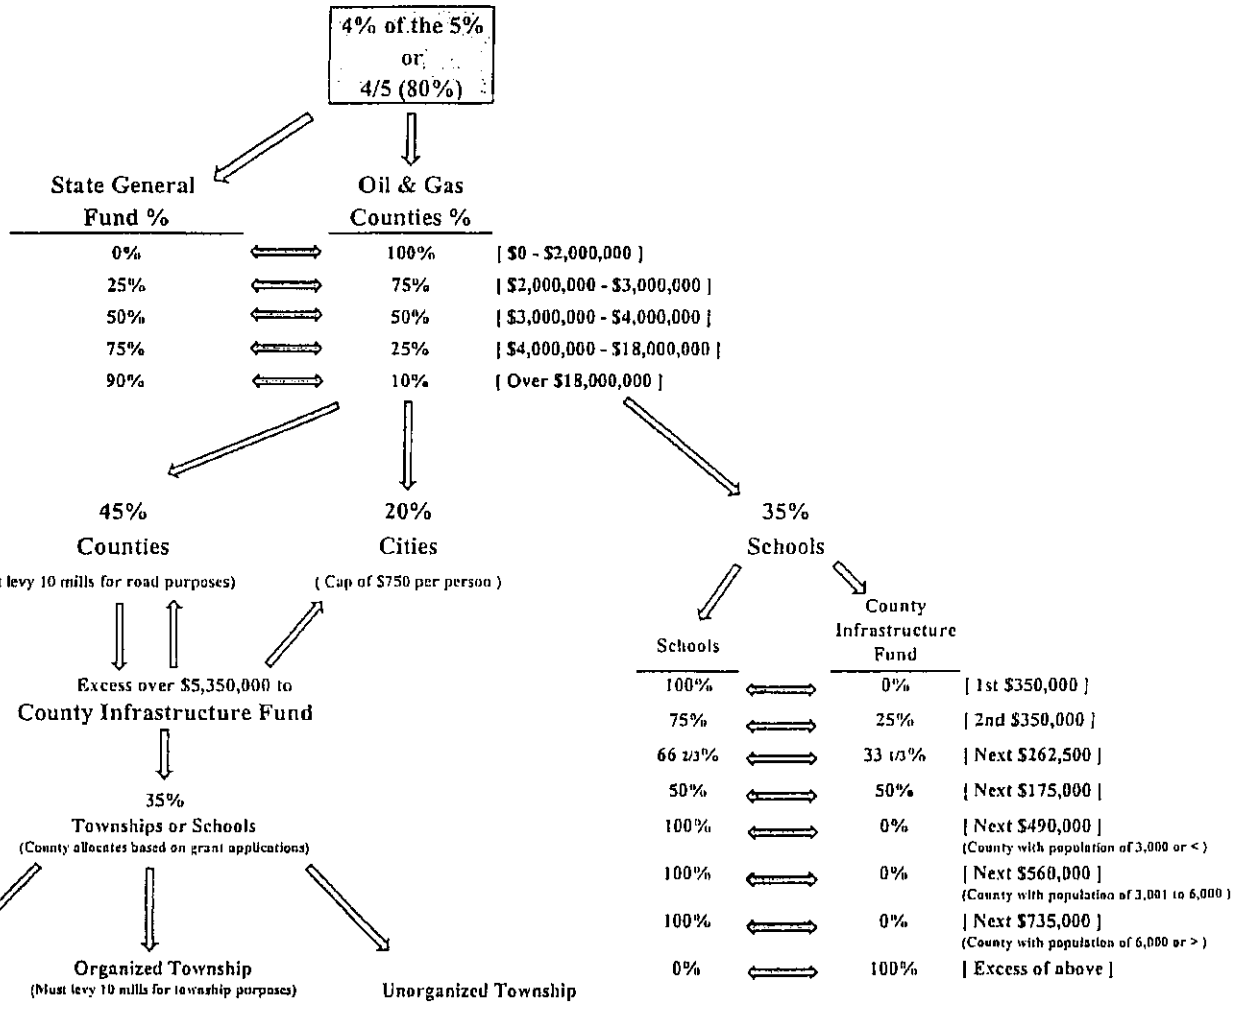 4% of the 5%
or
4/5 (80%)
State General
Fund %
Oil & Gas
Counties %
0% 100% [ $0 - $2,000,000 ]
25% 75% [ $2,000,000 - $3,000,000 ]
50% 50% [ $3,000,000 - $4,000,000 ]
75% 25% [ $4,000,000 - $18,000,000 ]
90% 10% [ Over $18,000,000 ]
45%
Counties
levy 10 mills for road purposes)
20%
Cities
( Cap of $750 per person )
35%
Schools
Excess over $5,350,000 to
County Infrastructure Fund
35%
Townships or Schools
(County allocates based on grant applications)
Organized Township
(Must levy 10 mills for township purposes)
Unorganized Township
Schools
County
Infrastructure
Fund
100% 0% [ 1st $350,000 ]
75% 25% [ 2nd $350,000 ]
66 2/3% 33 1/3% [ Next $262,500 ]
50% 50% [ Next $175,000 ]
100% 0% [ Next $490,000 ]
(County with population of 3,000 or < )
100% 0% [ Next $560,000 ]
(County with population of 3,001 to 6,000 )
100% 0% [ Next $735,000 ]
(County with population of 6,000 or > )
0% 100% [ Excess of above ]